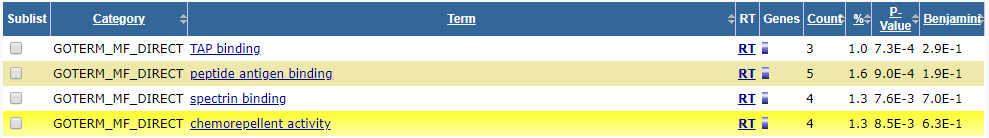 Sublist Category Term RT Genes Count % P-Value Benjamini
GOTERM_MF_DIRECT TAP binding RT 3 1.0 7.3E-4 2.9E-1
GOTERM_MF_DIRECT peptide antigen binding RT 5 1.6 9.0E-4 1.9E-1
GOTERM_MF_DIRECT spectrin binding RT 4 1.3 7.6E-3 7.0E-1
GOTERM_MF_DIRECT chemorepellent activity RT 4 1.3 8.5E-3 6.3E-1